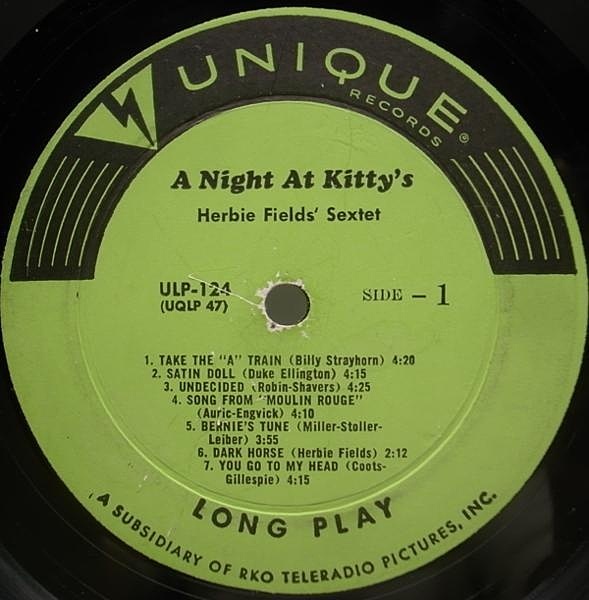 UNIQUE
RECORDS ®
A Night At Kitty's
Herbie Fields' Sextet
ULP-124
(UQLP 47)
SIDE - 1
1. TAKE THE "A" TRAIN (Billy Strayhorn) 4:20
2. SATIN DOLL (Duke Ellington) 4:15
3. UNDECIDED (Robin-Shavers) 4:25
4. SONG FROM "MOULIN ROUGE"
(Auric-Engvick) 4:10
5. BERNIE'S TUNE (Miller-Stoller-
Leiber) 3:55
6. DARK HORSE (Herbie Fields) 2:12
7. YOU GO TO MY HEAD (Coots-
Gillespie) 4:15
LONG PLAY
A SUBSIDIARY OF RKO TELERADIO PICTURES, INC.